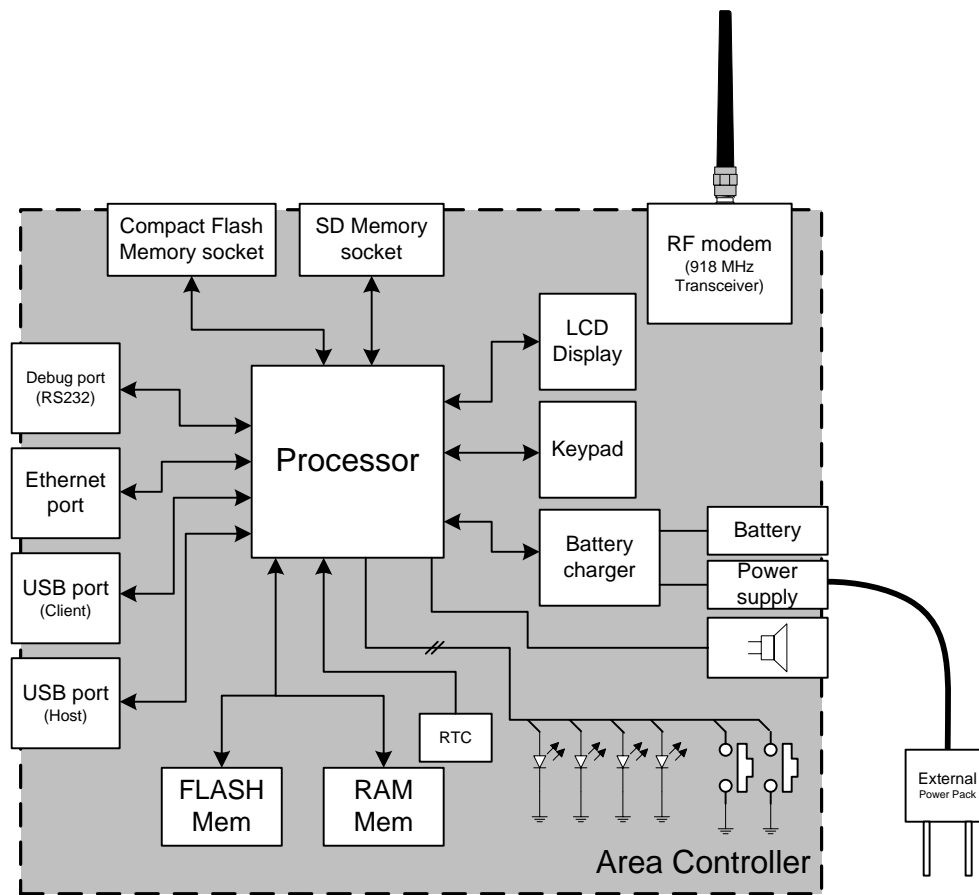 Compact Flash
Memory socket
SD Memory
socket
RF modem
(918 MHz
Transceiver)
LCD
Display
Debug port
(RS232)
Processor
Keypad
Ethernet
port
Battery
charger
Battery
USB port
(Client)
Power
supply
USB port
(Host)
RTC
FLASH
Mem
RAM
Mem
External
Power Pack
Area Controller